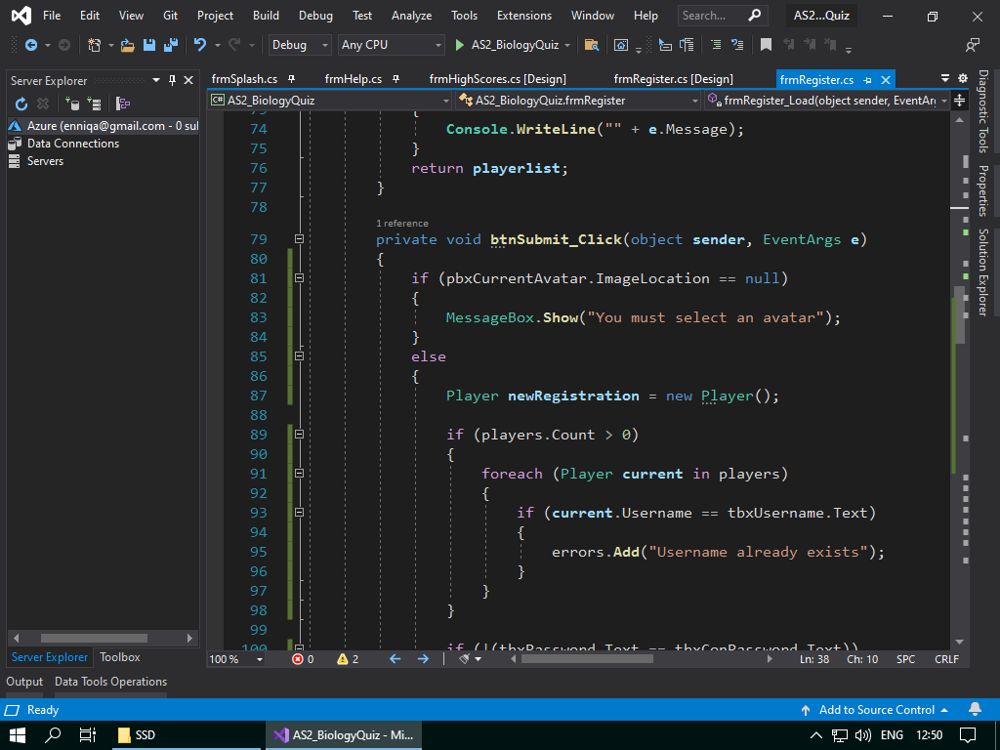 File Edit View Git Project Build Debug Test Analyze Tools Extensions Window Help Search... AS2...Quiz
Debug Any CPU AS2_BiologyQuiz
Server Explorer
frmSplash.cs frmHelp.cs frmHighScores.cs [Design] frmRegister.cs [Design] frmRegister.cs
AS2_BiologyQuiz AS2_BiologyQuiz.frmRegister frmRegister_Load(object sender, EventAr
Azure (enniqa@gmail.com - 0 sul
Data Connections
Servers
{
74 Console.WriteLine("" + e.Message);
75 }
76 return playerlist;
77 }
78
1 reference
79 private void btnSubmit_Click(object sender, EventArgs e)
80 {
81 if (pbxCurrentAvatar.ImageLocation == null)
82 {
83 MessageBox.Show("You must select an avatar");
84 }
85 else
86 {
87 Player newRegistration = new Player();
88
89 if (players.Count > 0)
90 {
91 foreach (Player current in players)
92 {
93 if (current.Username == tbxUsername.Text)
94 {
95 errors.Add("Username already exists");
96 }
97 }
98 }
99
100 if (!(tbxPassword.Text == tbxConPassword.Text))
Diagnostic Tools
Properties
Solution Explorer
Server Explorer Toolbox
100 % 0 2 Ln: 38 Ch: 10 SPC CRLF
Output Data Tools Operations
Ready Add to Source Control
SSD AS2_BiologyQuiz - Mi... ENG 12:50